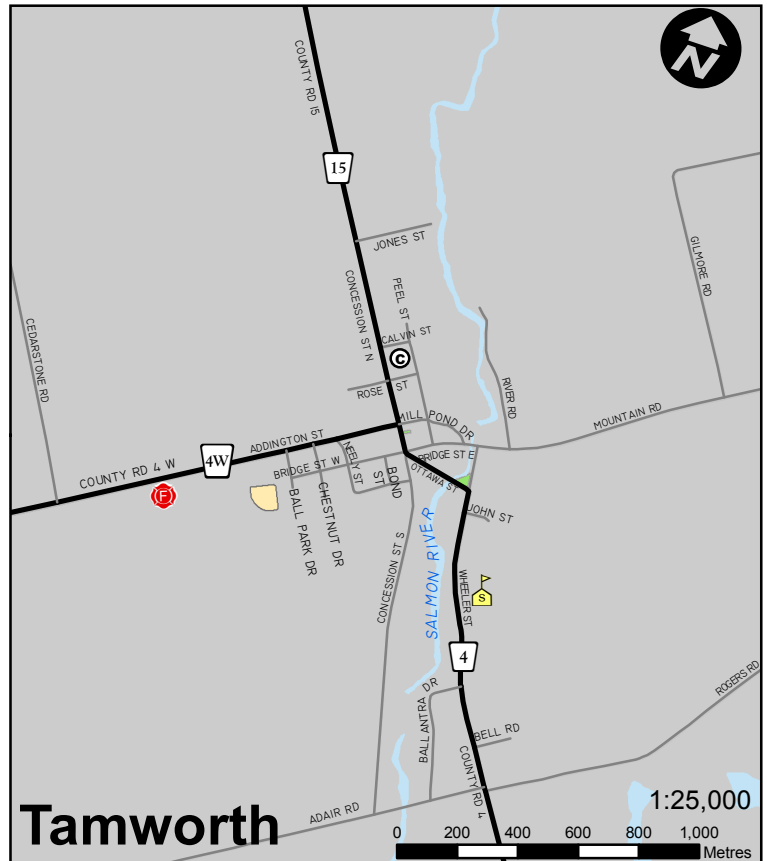 N
COUNTY RD 15
15
JONES ST
GILMORE RD
CONCESSION ST N
PEEL ST
CEDARSTONE RD
CALVIN ST
C
ROSE ST
RIVER RD
MOUNTAIN RD
MILL POND DR
ADDINGTON ST
4W
COUNTY RD 4 W
BRIDGE ST W
NEELY ST
BOND ST
BRIDGE ST E
OTTAWA ST
F
BALL PARK DR
CHESTNUT DR
JOHN ST
CONCESSION ST S
SALMON RIVER
WHEELER ST
S
4
BALLANTRA DR
ROGERS RD
BELL RD
COUNTY RD 4
ADAIR RD
Tamworth
1:25,000
0 200 400 600 800 1,000
Metres